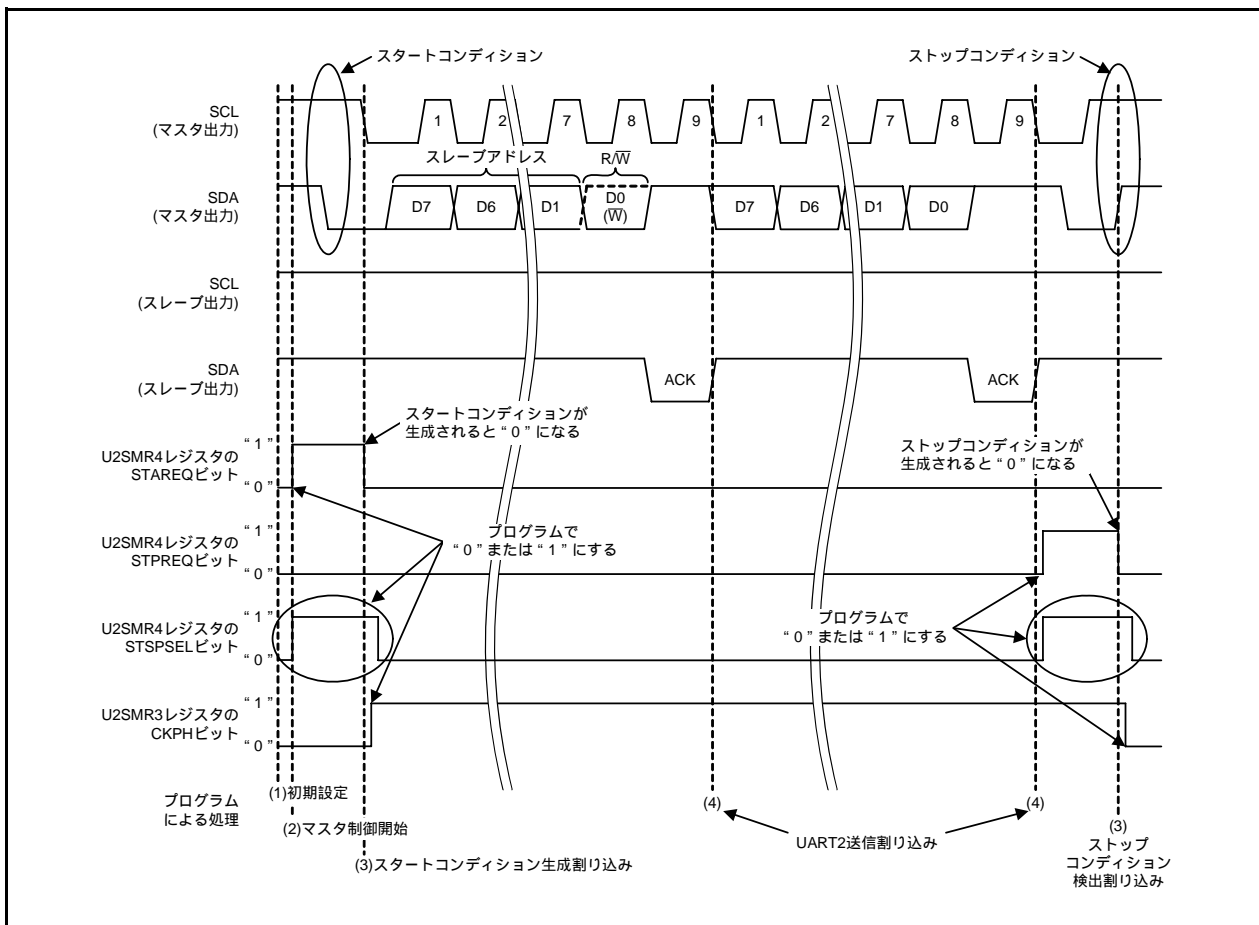 スタートコンディション
ストップコンディション
SCL
(マスタ出力)
1
2
7
8
9
1
2
7
8
9
スレーブアドレス
R/W̅
SDA
(マスタ出力)
D7
D6
D1
D0
(W̅)
D7
D6
D1
D0
SCL
(スレーブ出力)
SDA
(スレーブ出力)
ACK
ACK
スタートコンディションが
生成されると“0”になる
ストップコンディションが
生成されると“0”になる
U2SMR4レジスタの
STAREQビット
“1”
“0”
プログラムで
“0”または“1”にする
U2SMR4レジスタの
STPREQビット
“1”
“0”
プログラムで
“0”または“1”にする
U2SMR4レジスタの
STSPSELビット
“1”
“0”
U2SMR3レジスタの
CKPHビット
“1”
“0”
プログラム
による処理
(1)初期設定
(2)マスタ制御開始
(3)スタートコンディション生成割り込み
(4)
UART2送信割り込み
(4)
(3)
ストップ
コンディション
検出割り込み